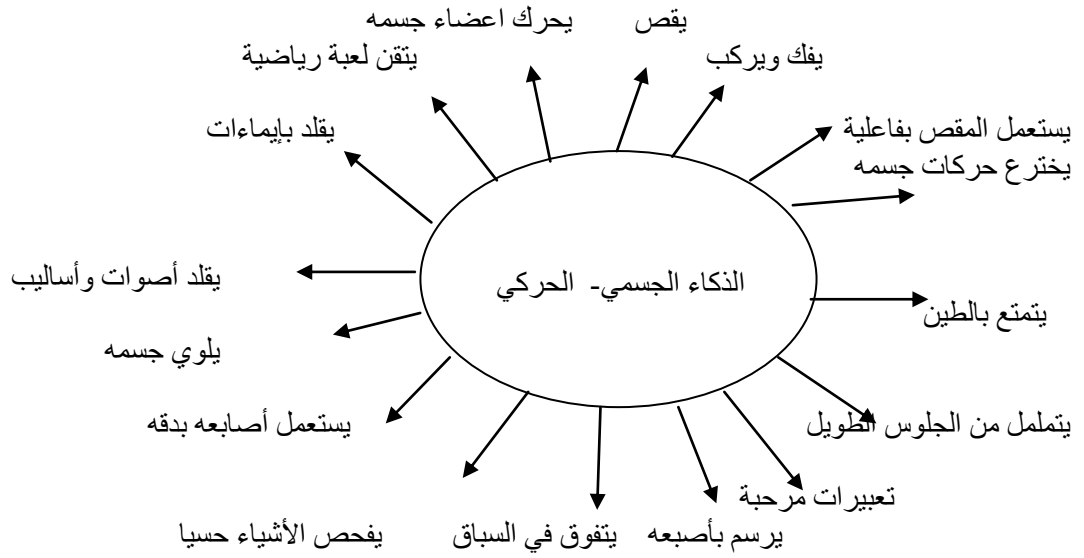 يحرك اعضاء جسمه
يقص
يتقن لعبة رياضية
يفك ويركب
يقلد بإيماءات
يستعمل المقص بفاعلية
يخترع حركات جسمه
الذكاء الجسمي- الحركي
يقلد أصوات وأساليب
يتمتع بالطين
يلوي جسمه
يستعمل أصابعه بدقه
يتململ من الجلوس الطويل
تعبيرات مرحبة
يرسم بأصبعه
يتفوق في السباق
يفحص الأشياء حسيا